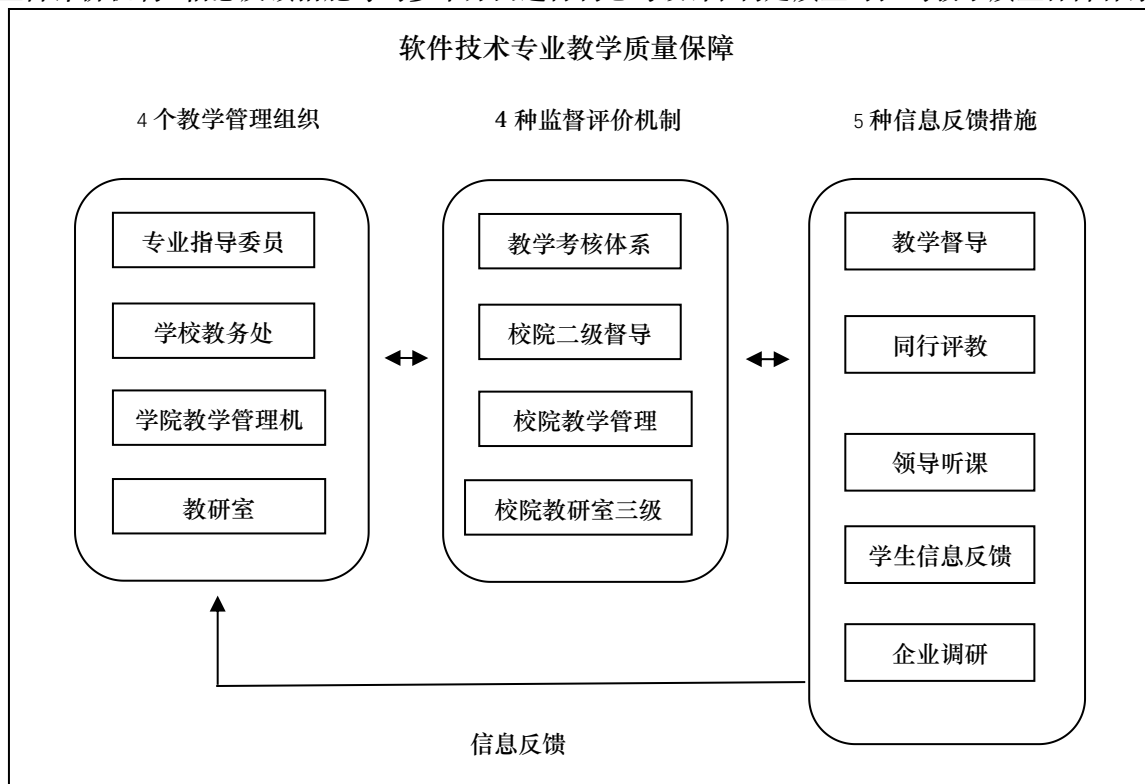 软件技术专业教学质量保障
4 个教学管理组织
4 种监督评价机制
5 种信息反馈措施
专业指导委员
学校教务处
学院教学管理机
教研室
教学考核体系
校院二级督导
校院教学管理
校院教研室三级
教学督导
同行评教
领导听课
学生信息反馈
企业调研
信息反馈